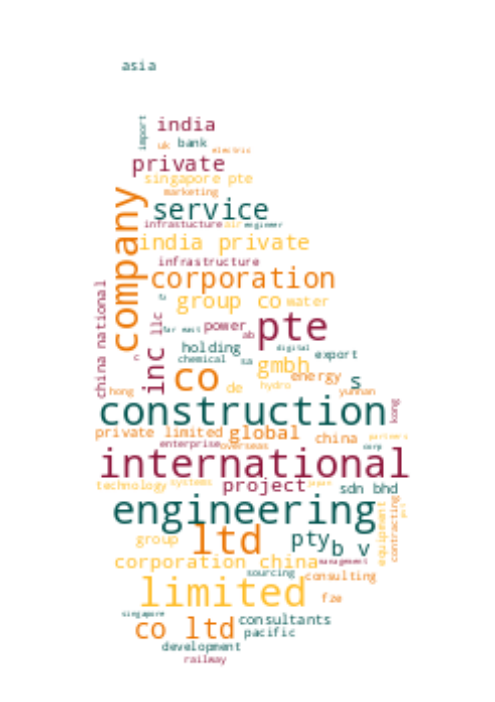 asia
import
india
uk
bank
electric
private
singapore pte
marketing
company
service
infrastucture
air
engineer
india private
infrastructure
corporation
china national
group co
water
llc
far east
power
ab
pte
inc
holding
digital
chemical
sa
export
gmbh
c
co
energy
s
hong
de
hydro
yunnan
construction
kong
private limited
global
china
partners
enterprise
overseas
corp
international
technology
systems
project
japan
sdn bhd
engineering
equipment
contracting
group
ltd
pty
b v
corporation china
management
sourcing
consulting
limited
fze
singapore
co ltd
consultants
pacific
development
railway